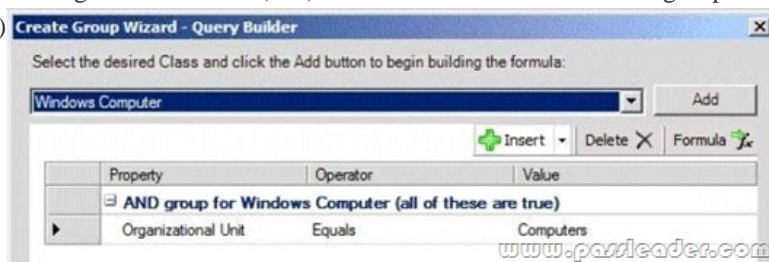 ) Create Group Wizard - Query Builder
Select the desired Class and click the Add button to begin building the formula:
Windows Computer
Add
Insert Delete Formula
Property Operator Value
AND group for Windows Computer (all of these are true)
Organizational Unit Equals Computers
www.passleader.com